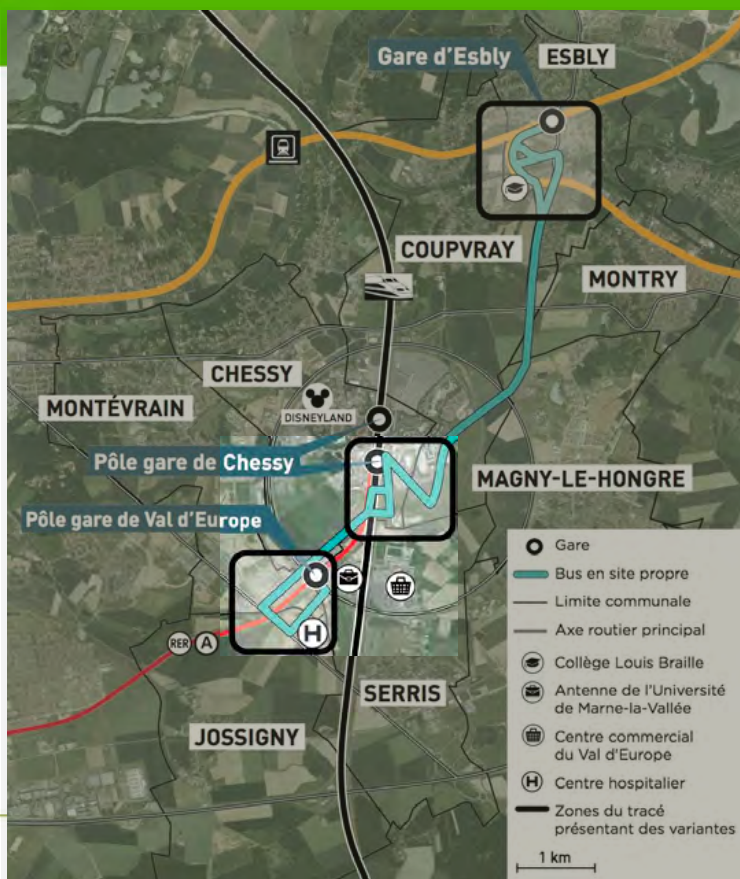 Gare d'Esbly
ESBLY
COUPVRAY
MONTRY
CHESSY
DISNEYLAND
MONTÉVRAIN
Pôle gare de Chessy
MAGNY-LE-HONGRE
Pôle gare de Val d'Europe
H
RER A
SERRIS
JOSSIGNY
Gare
Bus en site propre
Limite communale
Axe routier principal
Collège Louis Braille
Antenne de l'Université
de Marne-la-Vallée
Centre commercial
du Val d'Europe
H Centre hospitalier
Zones du tracé
présentant des variantes
1 km